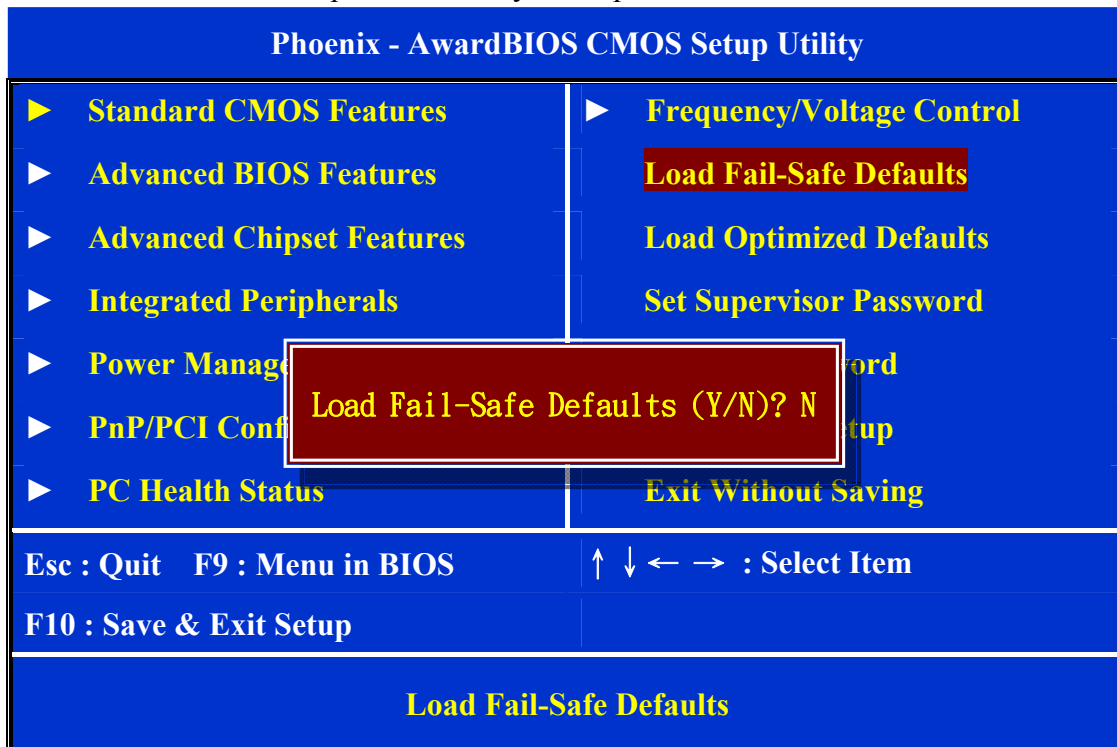 Phoenix - AwardBIOS CMOS Setup Utility
► Standard CMOS Features
► Advanced BIOS Features
► Advanced Chipset Features
► Integrated Peripherals
► Power Manage
► PnP/PCI Conf
► PC Health Status
► Frequency/Voltage Control
Load Fail-Safe Defaults
Load Optimized Defaults
Set Supervisor Password
Exit Without Saving
Load Fail-Safe Defaults (Y/N)? N
Esc : Quit F9 : Menu in BIOS
↑ ↓ ← → : Select Item
F10 : Save & Exit Setup
Load Fail-Safe Defaults